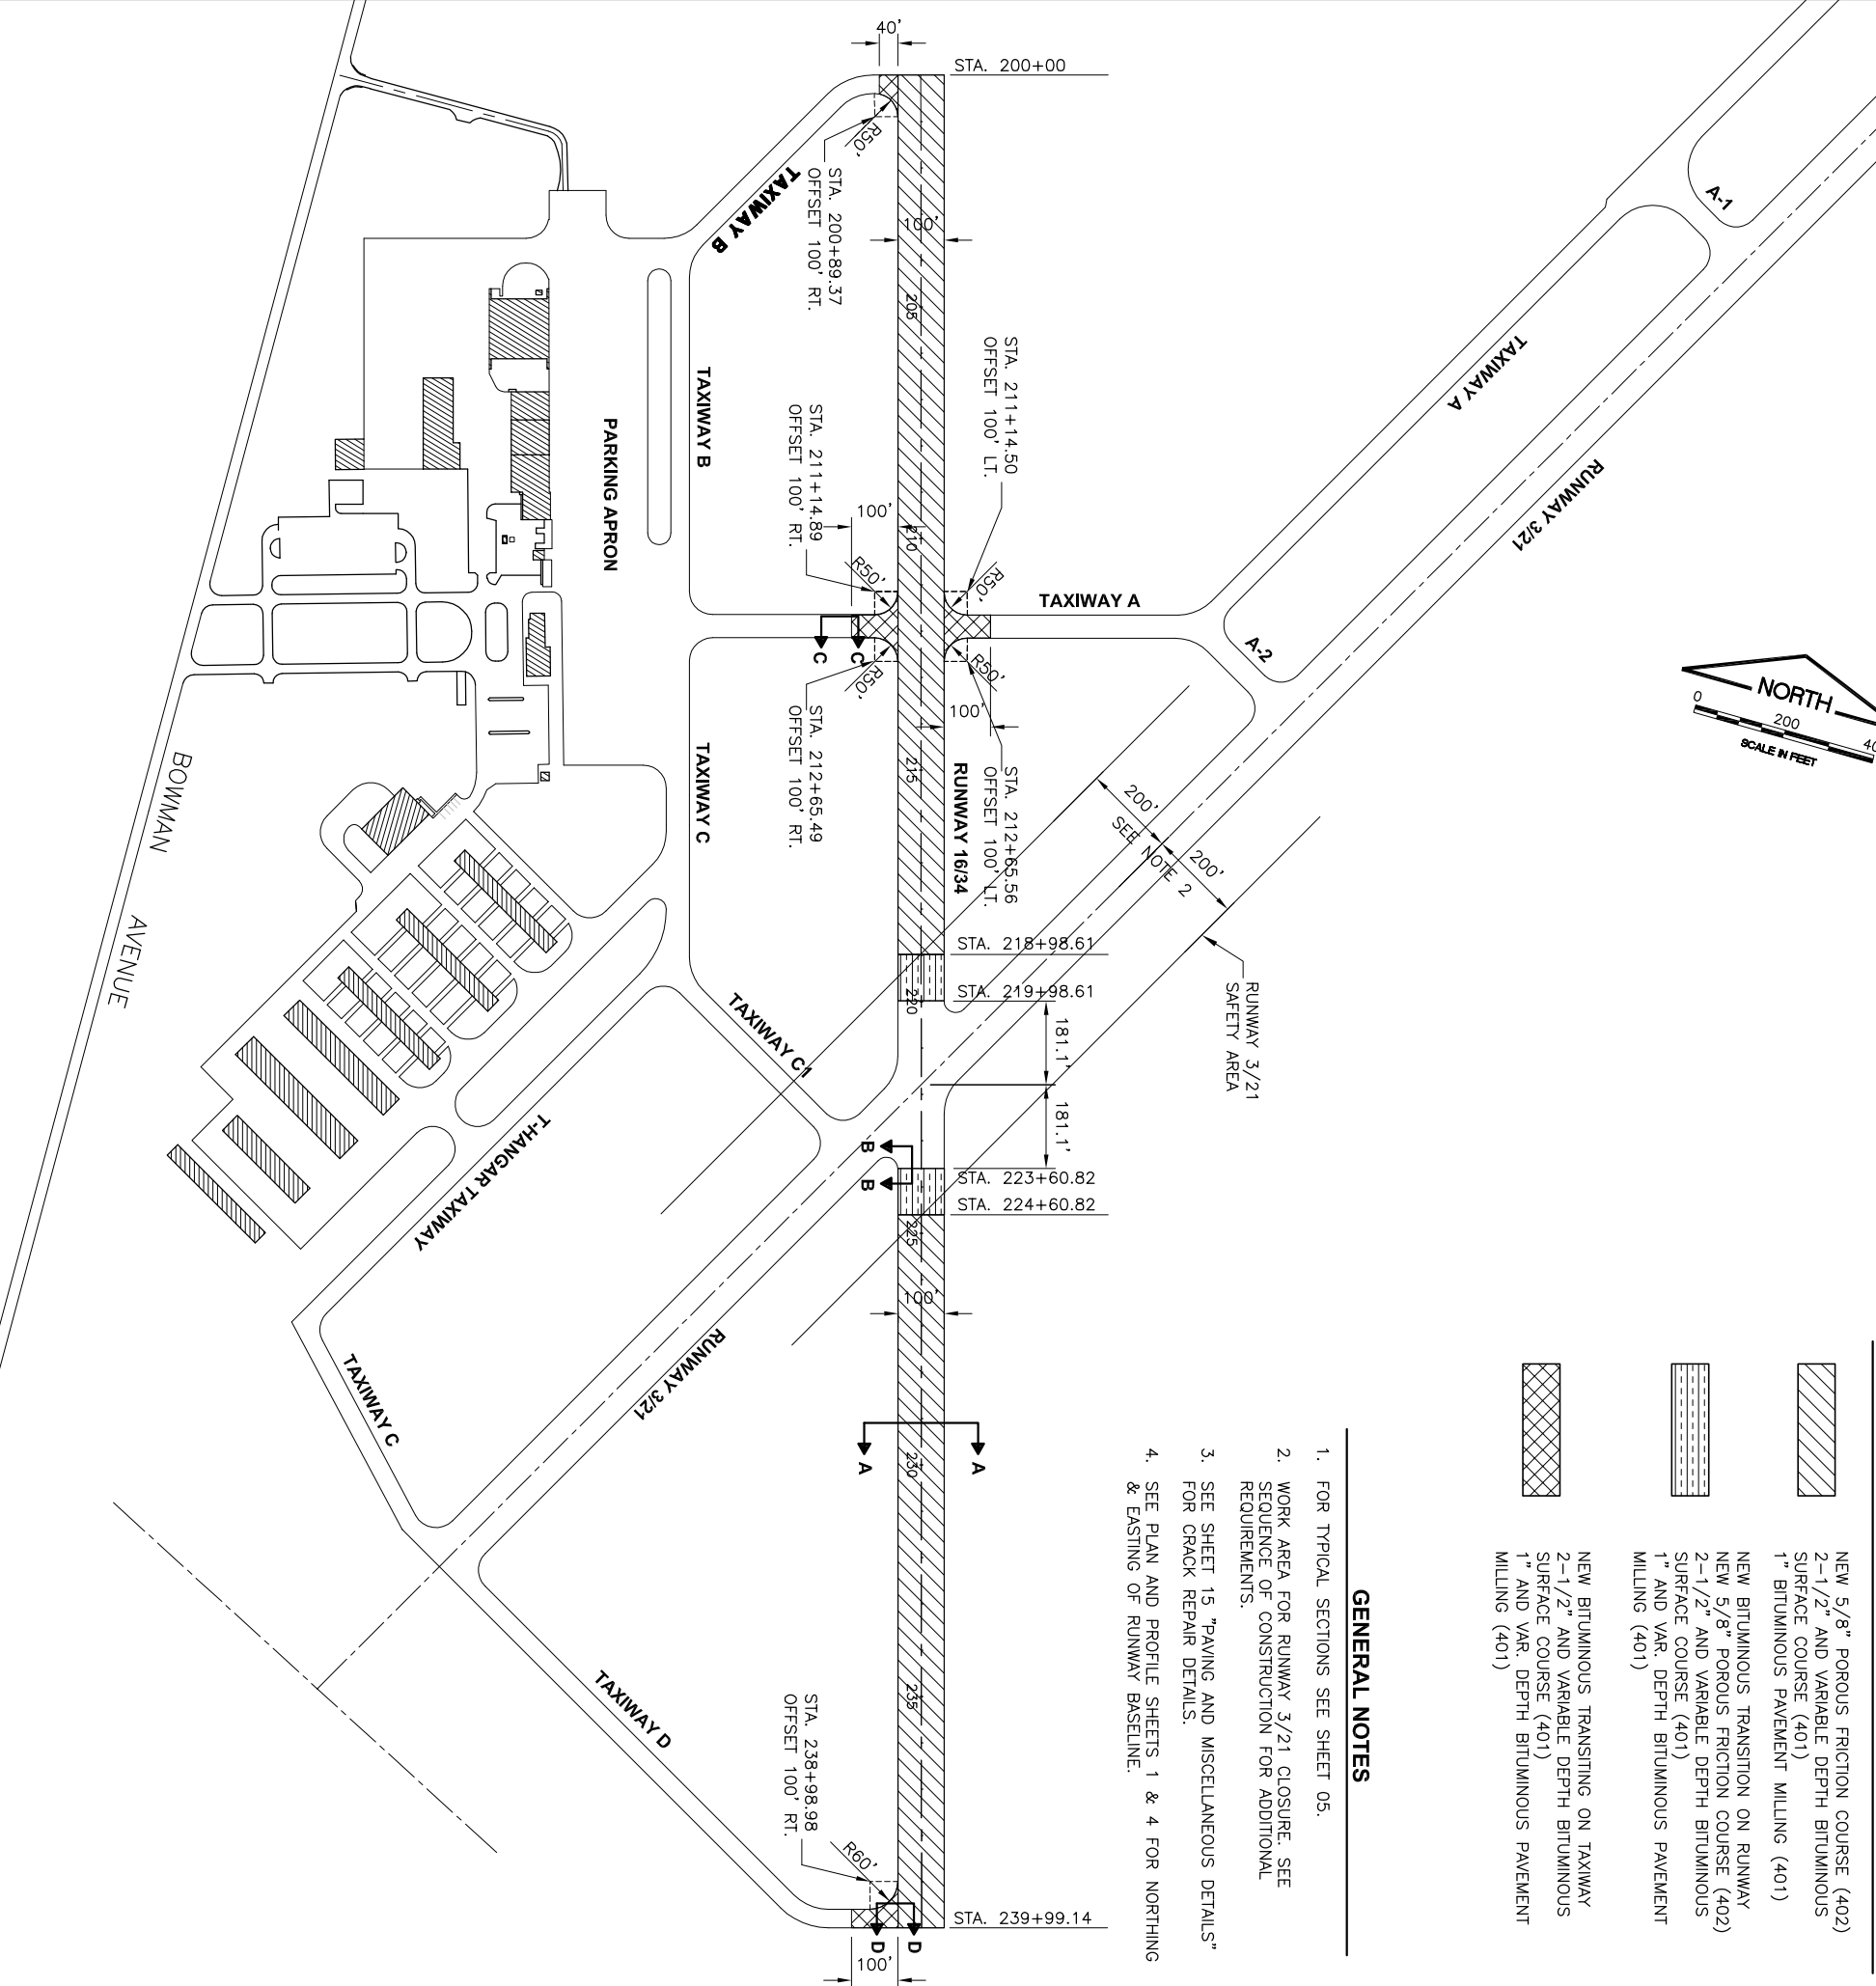 40'
STA. 200+00
R50'
STA. 200+89.37
OFFSET 100' RT.
TAXIWAY B
100'
205
A-1
TAXIWAY A
RUNWAY 3/21
STA. 211+14.50
OFFSET 100' LT.
TAXIWAY B
PARKING APRON
STA. 211+14.89
OFFSET 100' RT.
100'
210
R50'
R50'
TAXIWAY A
A-2
C
C
R50'
R50'
100'
NORTH
0
200
SCALE IN FEET
STA. 212+65.49
OFFSET 100' RT.
STA. 212+65.56
OFFSET 100' LT.
TAXIWAY C
215
RUNWAY 16/34
200'
200'
SEE NOTE 2
BOWMAN
AVENUE
STA. 218+98.61
STA. 219+98.61
220
RUNWAY 3/21
SAFETY AREA
181.1'
181.1'
TAXIWAY C1
T-HANGAR TAXIWAY
B
B
STA. 223+60.82
STA. 224+60.82
225
100'
RUNWAY 3/21
TAXIWAY C
A
A
230
235
TAXIWAY D
STA. 238+98.98
OFFSET 100' RT.
R60'
STA. 239+99.14
D
D
100'
NEW 5/8" POROUS FRICTION COURSE (402)
2-1/2" AND VARIABLE DEPTH BITUMINOUS
SURFACE COURSE (401)
1" BITUMINOUS PAVEMENT MILLING (401)
NEW BITUMINOUS TRANSITION ON RUNWAY
NEW 5/8" POROUS FRICTION COURSE (402)
2-1/2" AND VARIABLE DEPTH BITUMINOUS
SURFACE COURSE (401)
1" AND VAR. DEPTH BITUMINOUS PAVEMENT
MILLING (401)
NEW BITUMINOUS TRANSITING ON TAXIWAY
2-1/2" AND VARIABLE DEPTH BITUMINOUS
SURFACE COURSE (401)
1" AND VAR. DEPTH BITUMINOUS PAVEMENT
MILLING (401)
GENERAL NOTES
1. FOR TYPICAL SECTIONS SEE SHEET 05.
2. WORK AREA FOR RUNWAY 3/21 CLOSURE. SEE
SEQUENCE OF CONSTRUCTION FOR ADDITIONAL
REQUIREMENTS.
3. SEE SHEET 15 "PAVING AND MISCELLANEOUS DETAILS"
FOR CRACK REPAIR DETAILS.
4. SEE PLAN AND PROFILE SHEETS 1 & 4 FOR NORTHING
& EASTING OF RUNWAY BASELINE.